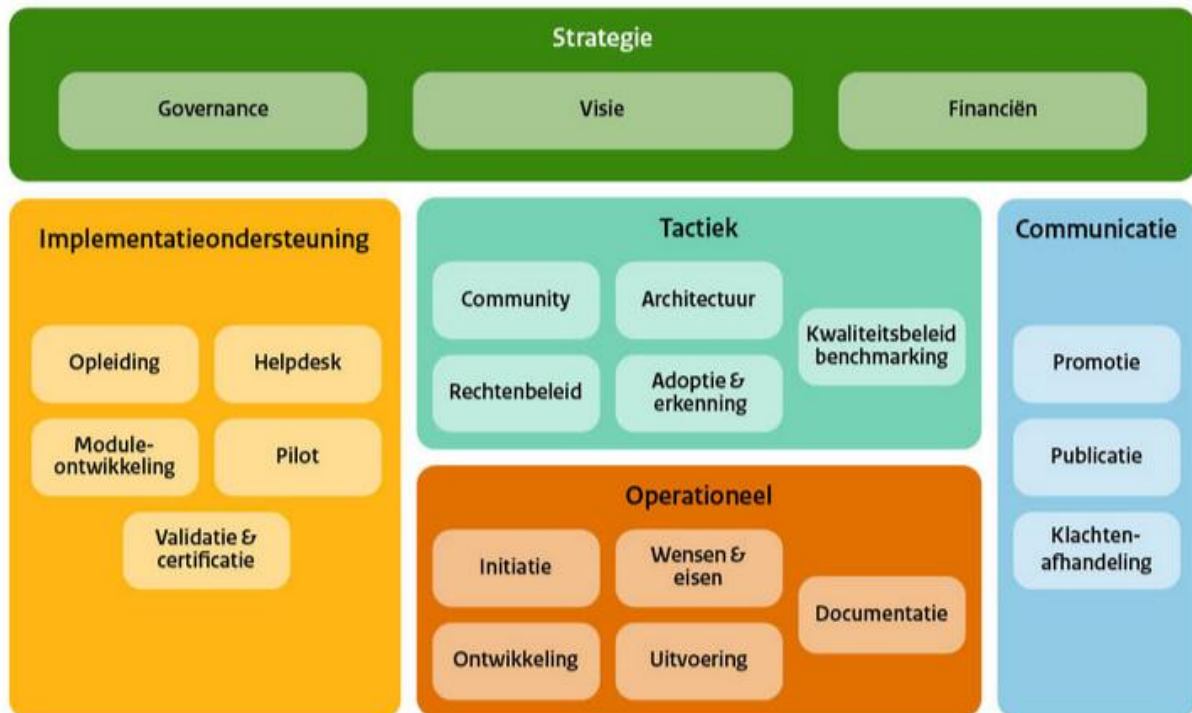 Strategie
Governance
Visie
Financiën
Implementatieondersteuning
Opleiding
Helpdesk
Module-
ontwikkeling
Pilot
Validatie &
certificatie
Tactiek
Community
Architectuur
Kwaliteitsbeleid
benchmarking
Rechtenbeleid
Adoptie &
erkenning
Operationeel
Initiatie
Wensen &
eisen
Documentatie
Ontwikkeling
Uitvoering
Communicatie
Promotie
Publicatie
Klachten-
afhandeling